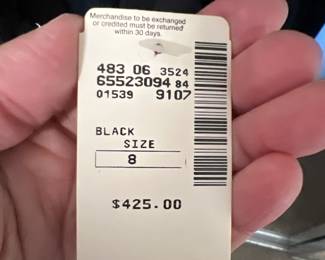 Merchandise to be exchanged
or credited must be returned
within 30 days.
483 06 3524
65523094 84
01539 9107
BLACK
SIZE
8
$425.00